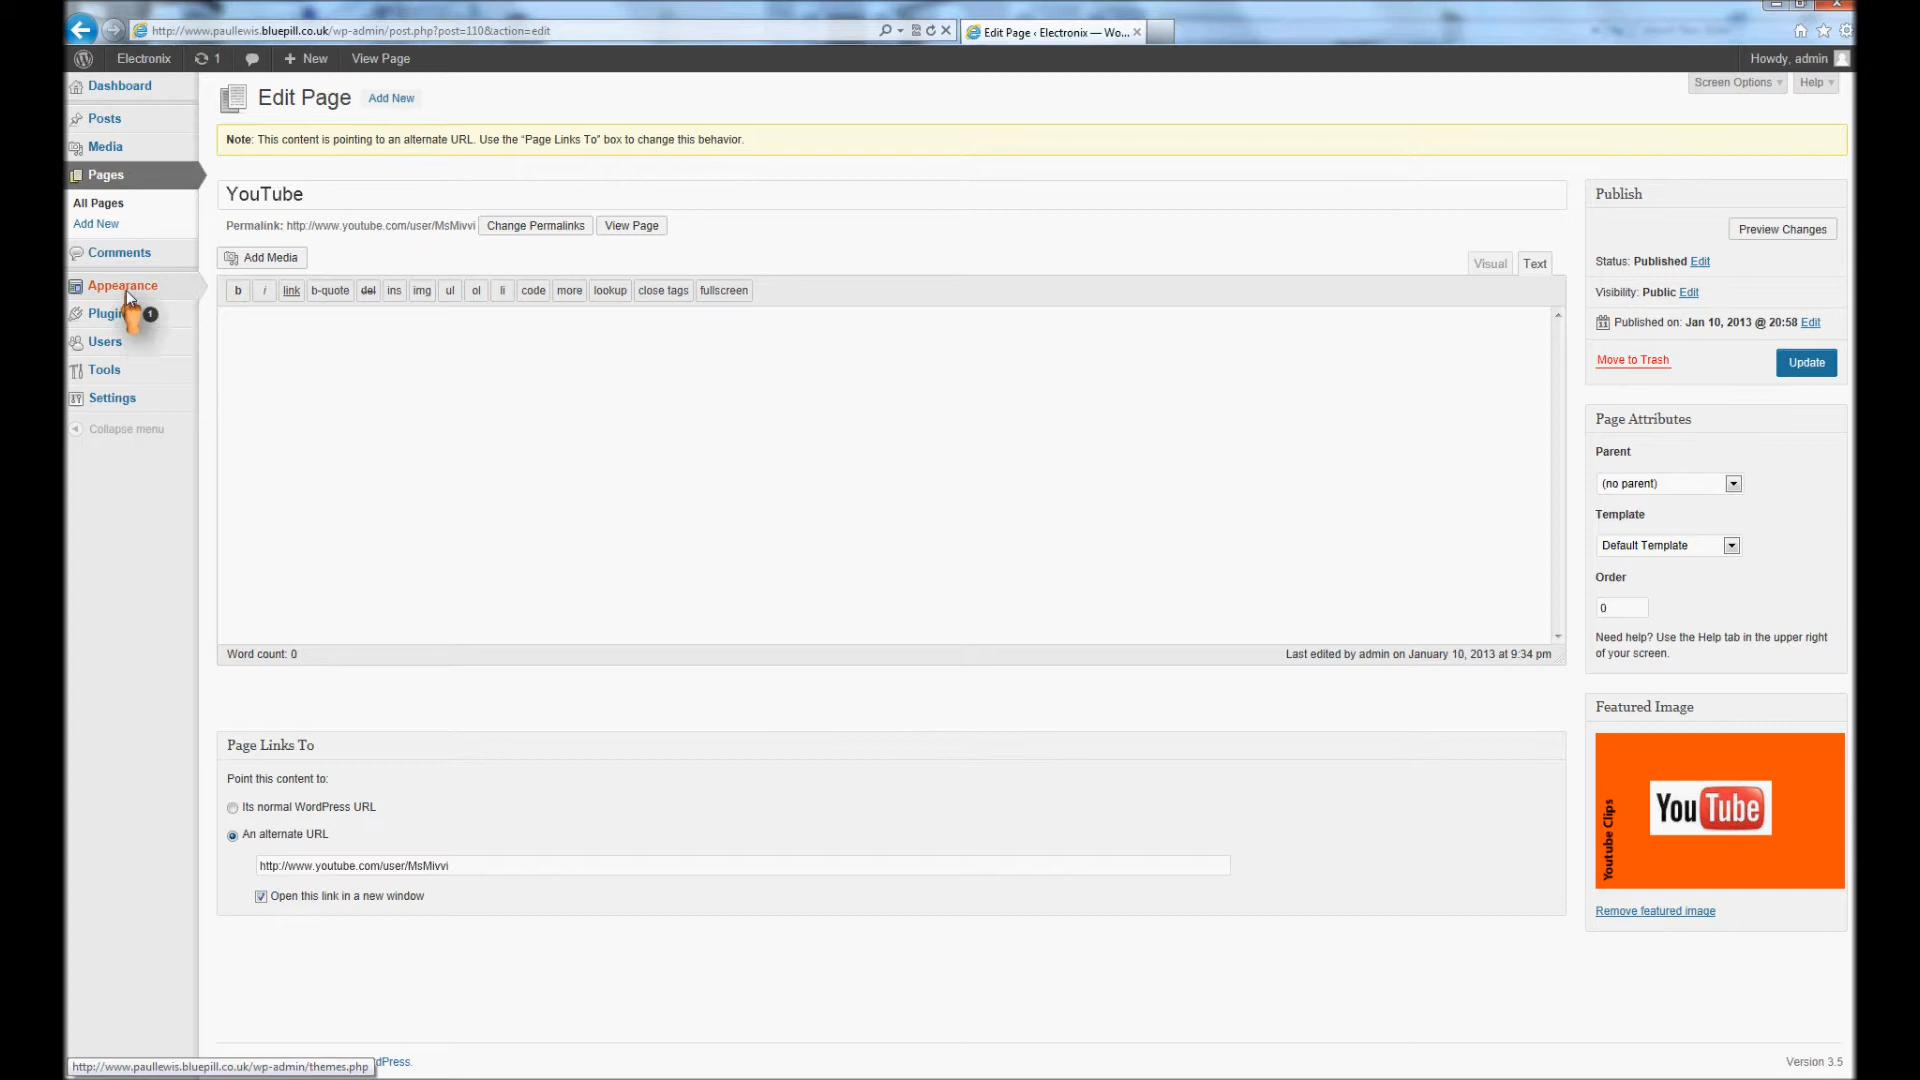 http://www.paullewis.bluepill.co.uk/wp-admin/post.php?post=110&action=edit
Edit Page ‹ Electronix — Wo...
Electronix
1
New
View Page
Howdy, admin
Dashboard
Posts
Media
Pages
All Pages
Add New
Comments
Appearance
Plugin
1
Users
Tools
Settings
Collapse menu
Screen Options
Help
Edit Page
Add New
Note: This content is pointing to an alternate URL. Use the “Page Links To” box to change this behavior.
YouTube
Permalink: http://www.youtube.com/user/MsMivvi
Change Permalinks
View Page
Add Media
Visual
Text
b
i
link
b-quote
del
ins
img
ul
ol
li
code
more
lookup
close tags
fullscreen
Word count: 0
Last edited by admin on January 10, 2013 at 9:34 pm
Page Links To
Point this content to:
Its normal WordPress URL
An alternate URL
http://www.youtube.com/user/MsMivvi
Open this link in a new window
Publish
Preview Changes
Status: Published Edit
Visibility: Public Edit
11
Published on: Jan 10, 2013 @ 20:58 Edit
Move to Trash
Update
Page Attributes
Parent
(no parent)
Template
Default Template
Order
0
Need help? Use the Help tab in the upper right
of your screen.
Featured Image
Youtube Clips
YouTube
Remove featured image
http://www.paullewis.bluepill.co.uk/wp-admin/themes.php
dPress.
Version 3.5